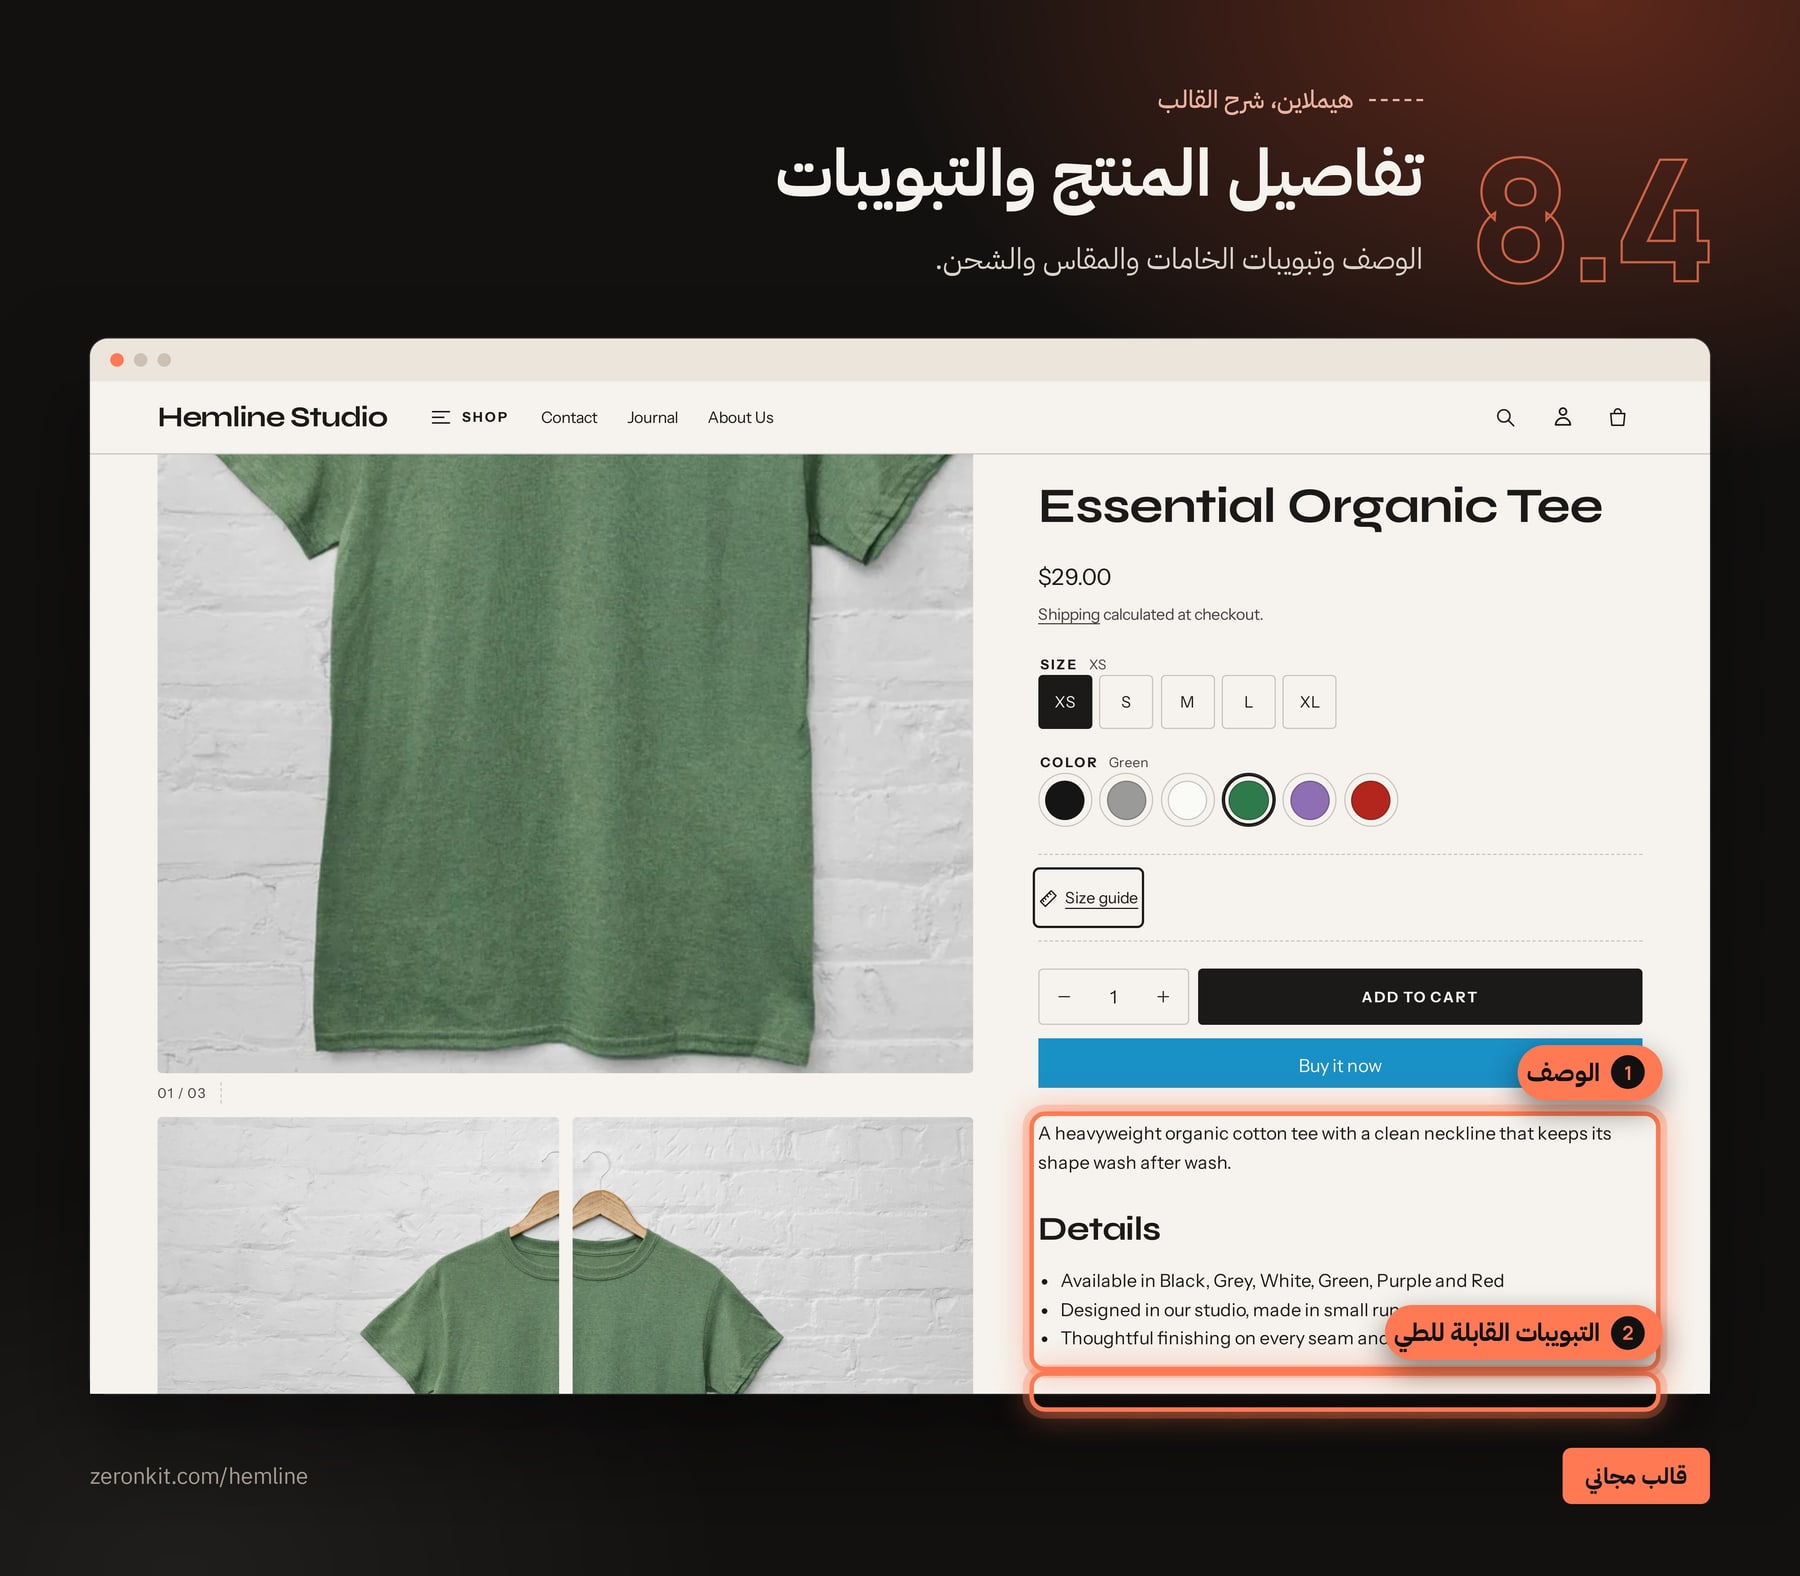 هيملاين، شرح القالب
8.4
تفاصيل المنتج والتبويبات
الوصف وتبويبات الخامات والمقاس والشحن.
Hemline Studio
SHOP
Contact
Journal
About Us
Essential Organic Tee
$29.00
Shipping calculated at checkout.
SIZE XS
XS S M L XL
COLOR Green
Size guide
1
ADD TO CART
Buy it now
1 الوصف
01 / 03
A heavyweight organic cotton tee with a clean neckline that keeps its
shape wash after wash.
Details
Available in Black, Grey, White, Green, Purple and Red
Designed in our studio, made in small
Thoughtful finishing on every seam and
2 التبويبات القابلة للطي
zeronkit.com/hemline
قالب مجاني